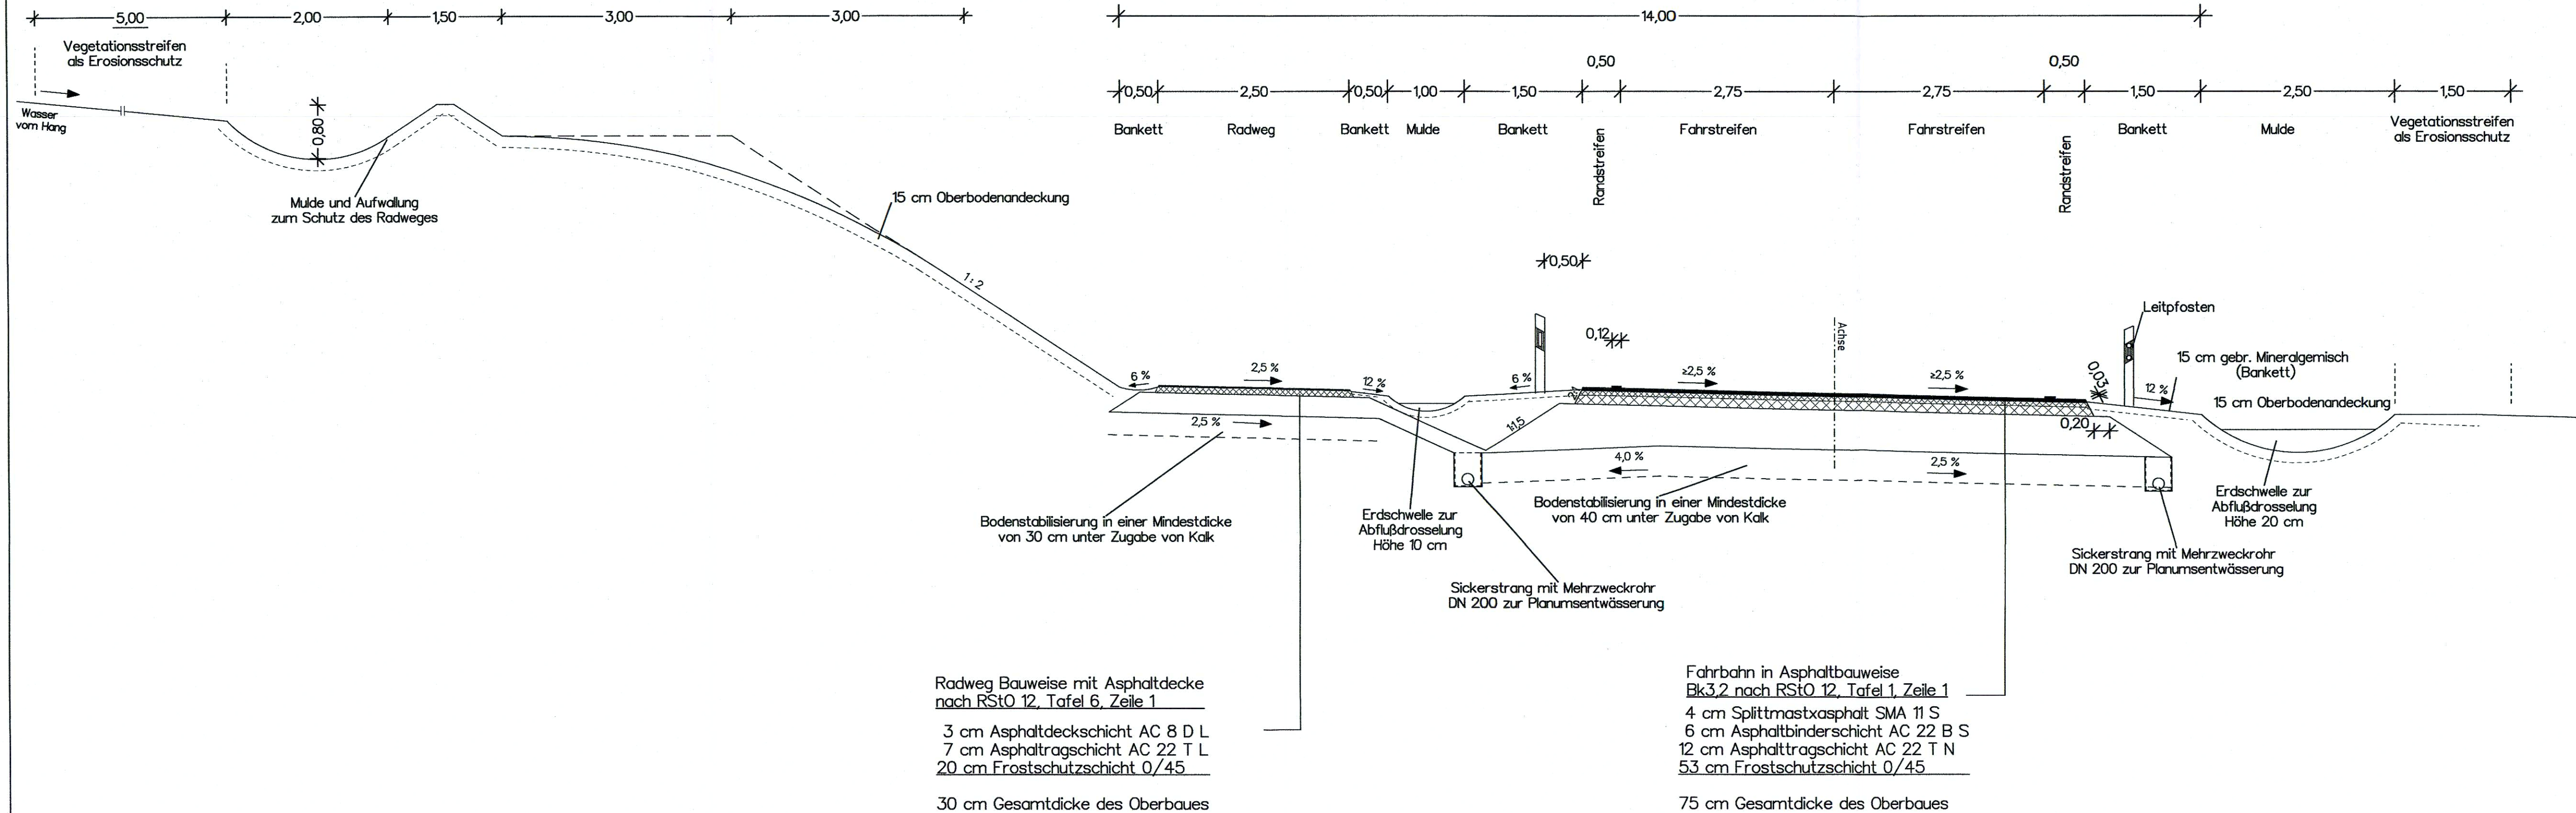 5,00
2,00
1,50
3,00
3,00
14,00
Vegetationsstreifen
als Erosionsschutz
0,50
0,50
0,50
2,50
0,50
1,00
1,50
2,75
2,75
1,50
2,50
1,50
Wasser
vom Hang
0,80
Bankett
Radweg
Bankett
Mulde
Bankett
Randstreifen
Fahrstreifen
Fahrstreifen
Randstreifen
Bankett
Mulde
Vegetationsstreifen
als Erosionsschutz
Mulde und Aufwallung
zum Schutz des Radweges
15 cm Oberbodenandeckung
1:2
0,50
0,12
Achse
Leitpfosten
6 %
2,5 %
12 %
6 %
≥2,5 %
≥2,5 %
0,03
12 %
15 cm gebr. Mineralgemisch
(Bankett)
15 cm Oberbodenandeckung
2,5 %
1:1,5
0,20
4,0 %
2,5 %
Bodenstabilisierung in einer Mindestdicke
von 30 cm unter Zugabe von Kalk
Erdschwelle zur
Abflußdrosselung
Höhe 10 cm
Bodenstabilisierung in einer Mindestdicke
von 40 cm unter Zugabe von Kalk
Erdschwelle zur
Abflußdrosselung
Höhe 20 cm
Sickerstrang mit Mehrzweckrohr
DN 200 zur Planumsentwässerung
Sickerstrang mit Mehrzweckrohr
DN 200 zur Planumsentwässerung
Radweg Bauweise mit Asphaltdecke
nach RStO 12, Tafel 6, Zeile 1
3 cm Asphaltdeckschicht AC 8 D L
7 cm Asphaltragschicht AC 22 T L
20 cm Frostschutzschicht 0/45
30 cm Gesamtdicke des Oberbaues
Fahrbahn in Asphaltbauweise
Bk3,2 nach RStO 12, Tafel 1, Zeile 1
4 cm Splittmastxasphalt SMA 11 S
6 cm Asphaltbinderschicht AC 22 B S
12 cm Asphalttragschicht AC 22 T N
53 cm Frostschutzschicht 0/45
75 cm Gesamtdicke des Oberbaues